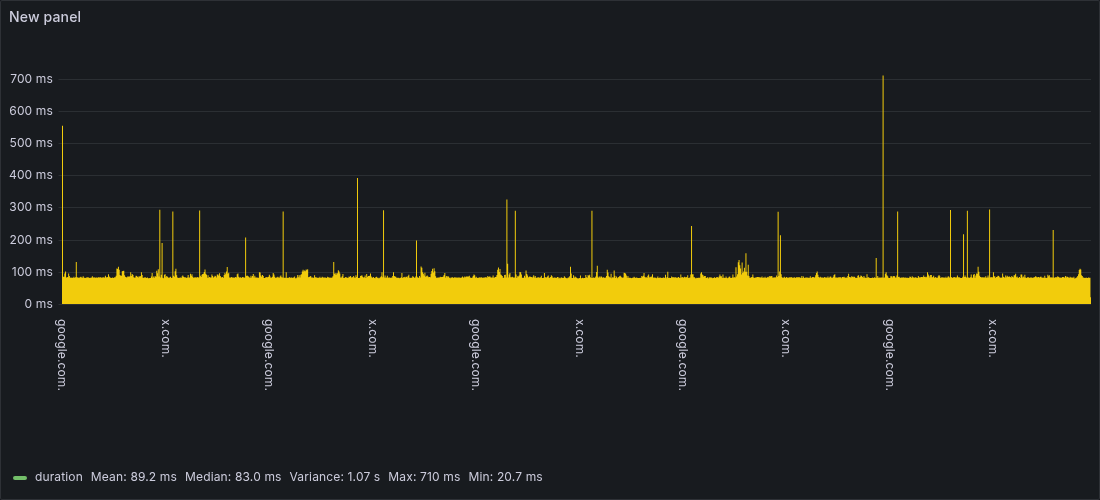 New panel
700 ms
600 ms
500 ms
400 ms
300 ms
200 ms
100 ms
0 ms
google.com.
x.com.
google.com.
x.com.
google.com.
x.com.
google.com.
x.com.
google.com.
x.com.
duration Mean: 89.2 ms Median: 83.0 ms Variance: 1.07 s Max: 710 ms Min: 20.7 ms